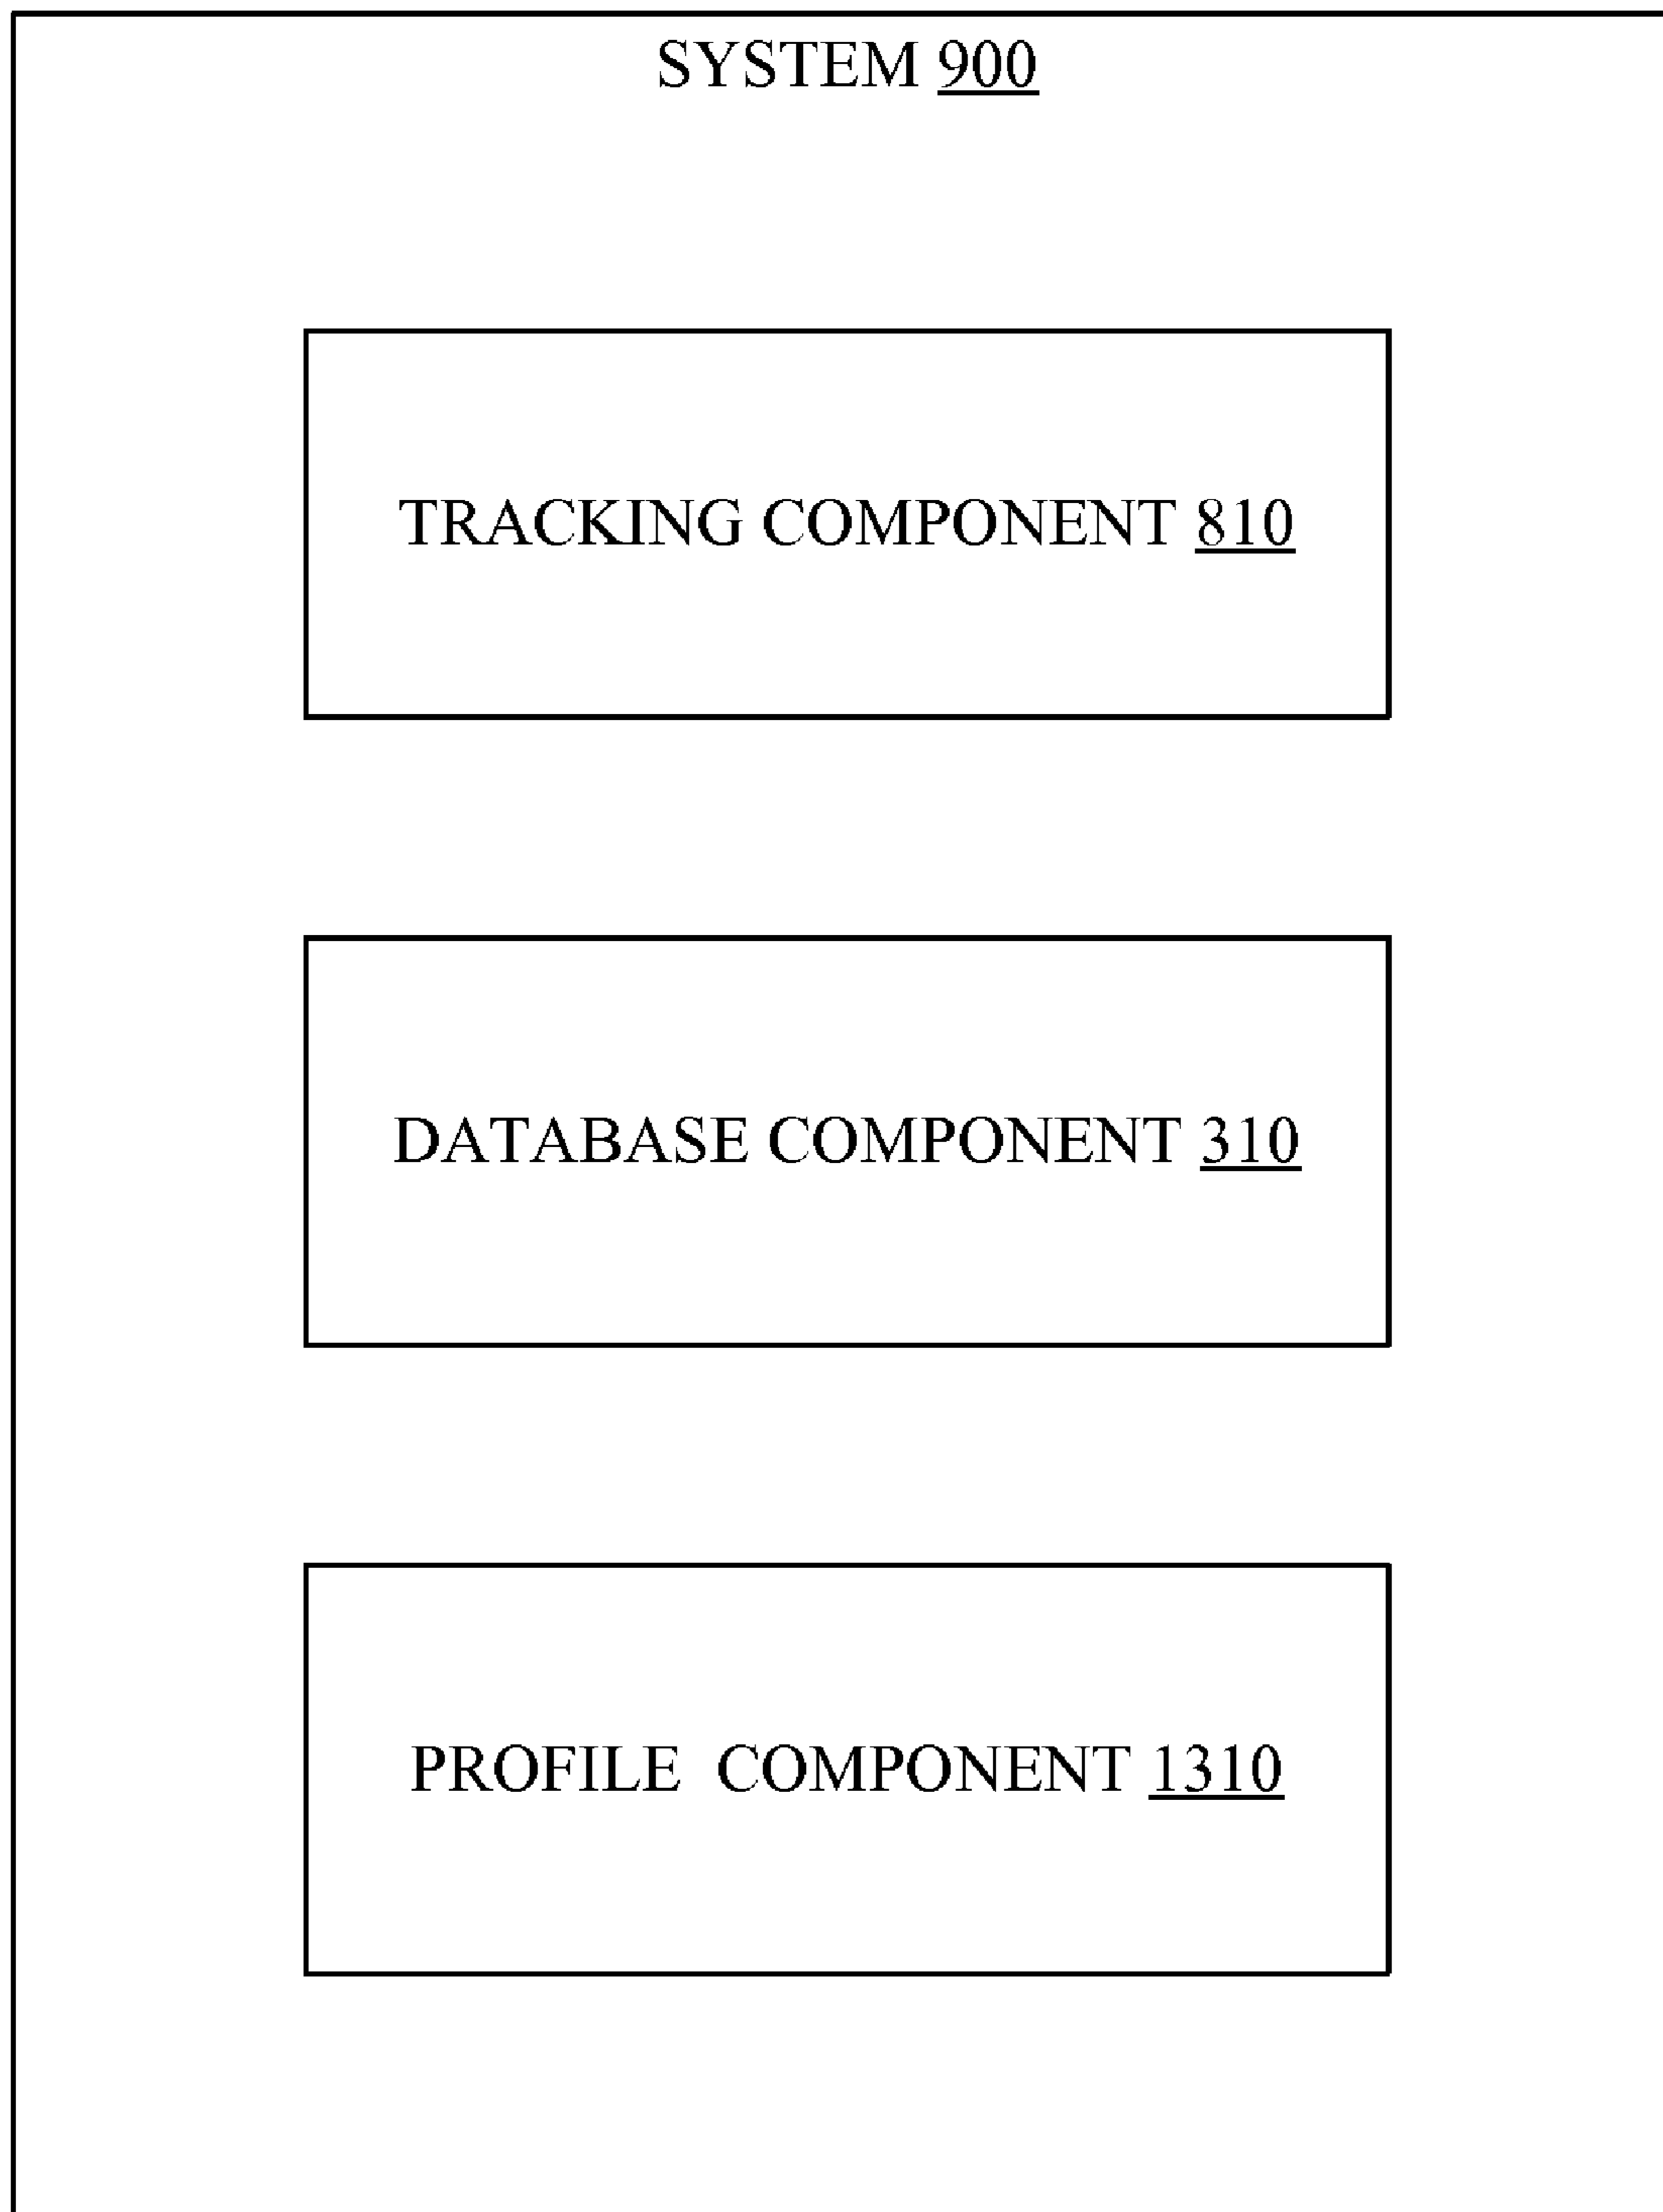 SYSTEM 900
TRACKING COMPONENT 810
DATABASE COMPONENT 310
PROFILE COMPONENT 1310